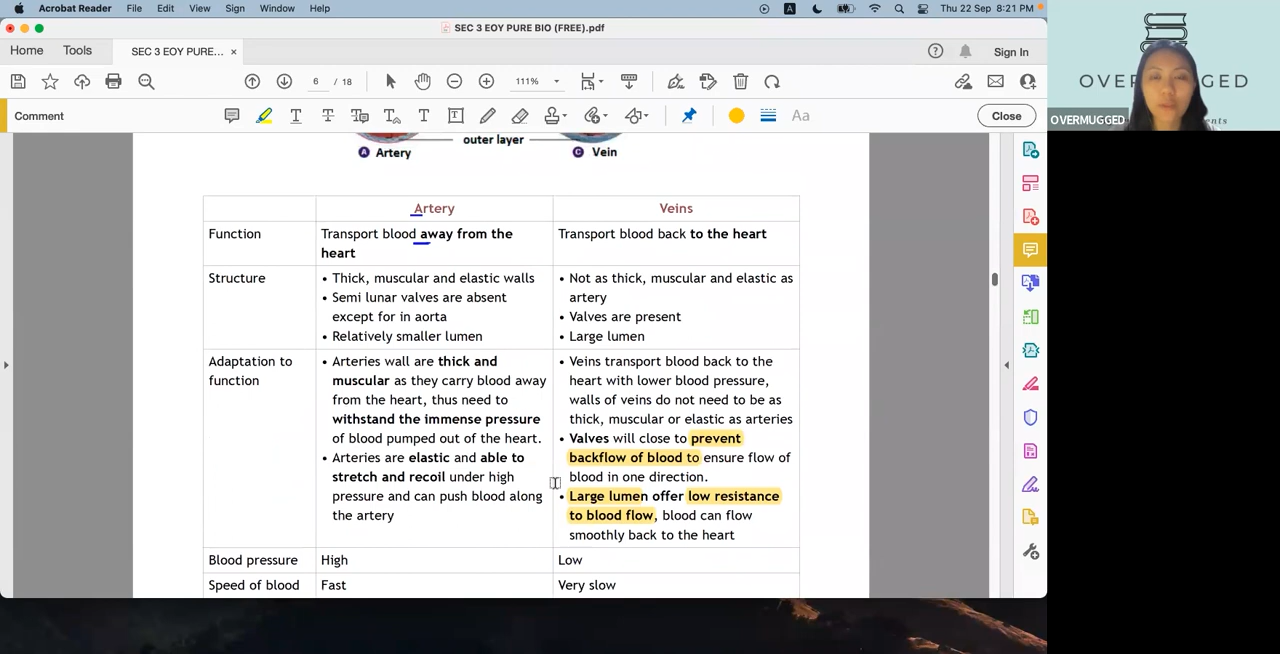 Acrobat Reader File Edit View Sign Window Help Thu 22 Sep 8:21 PM
SEC 3 EOY PURE BIO (FREE).pdf
Home Tools SEC 3 EOY PURE... × Sign In
6 / 18 111%
Comment Aa Close
OVERMUGGED
outer layer
A Artery C Vein
Artery Veins
Function
Transport blood away from the
heart
Transport blood back to the heart
Structure
• Thick, muscular and elastic walls
• Semi lunar valves are absent
except for in aorta
• Relatively smaller lumen
• Not as thick, muscular and elastic as
artery
• Valves are present
• Large lumen
Adaptation to
function
• Arteries wall are thick and
muscular as they carry blood away
from the heart, thus need to
withstand the immense pressure
of blood pumped out of the heart.
• Arteries are elastic and able to
stretch and recoil under high
pressure and can push blood along
the artery
• Veins transport blood back to the
heart with lower blood pressure,
walls of veins do not need to be as
thick, muscular or elastic as arteries
• Valves will close to prevent
backflow of blood to ensure flow of
blood in one direction.
• Large lumen offer low resistance
to blood flow, blood can flow
smoothly back to the heart
Blood pressure High Low
Speed of blood Fast Very slow